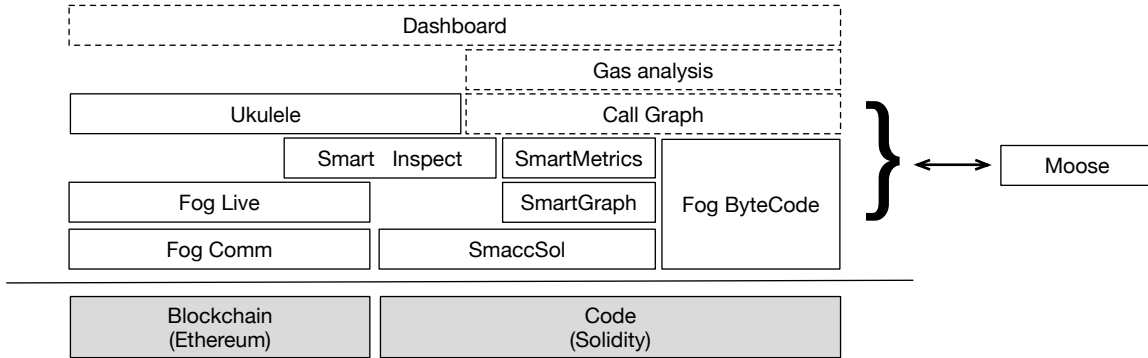 Dashboard
Gas analysis
Ukulele
Call Graph
Smart Inspect
SmartMetrics
Moose
Fog Live
SmartGraph
Fog ByteCode
Fog Comm
SmaccSol
Blockchain
(Ethereum)
Code
(Solidity)